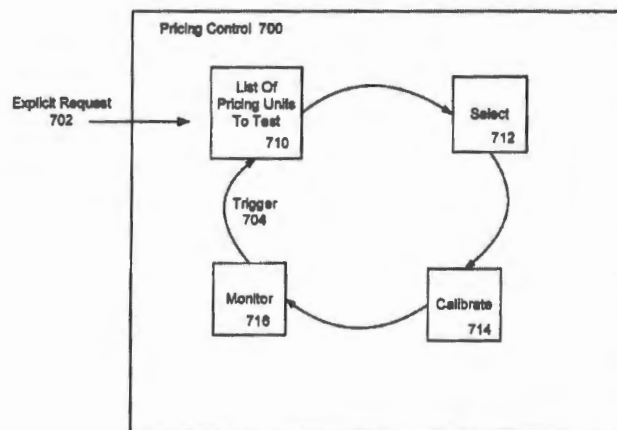 Pricing Control 700
Explicit Request
702
List Of
Pricing Units
To Test
710
Select
712
Trigger
704
Monitor
716
Calibrate
714